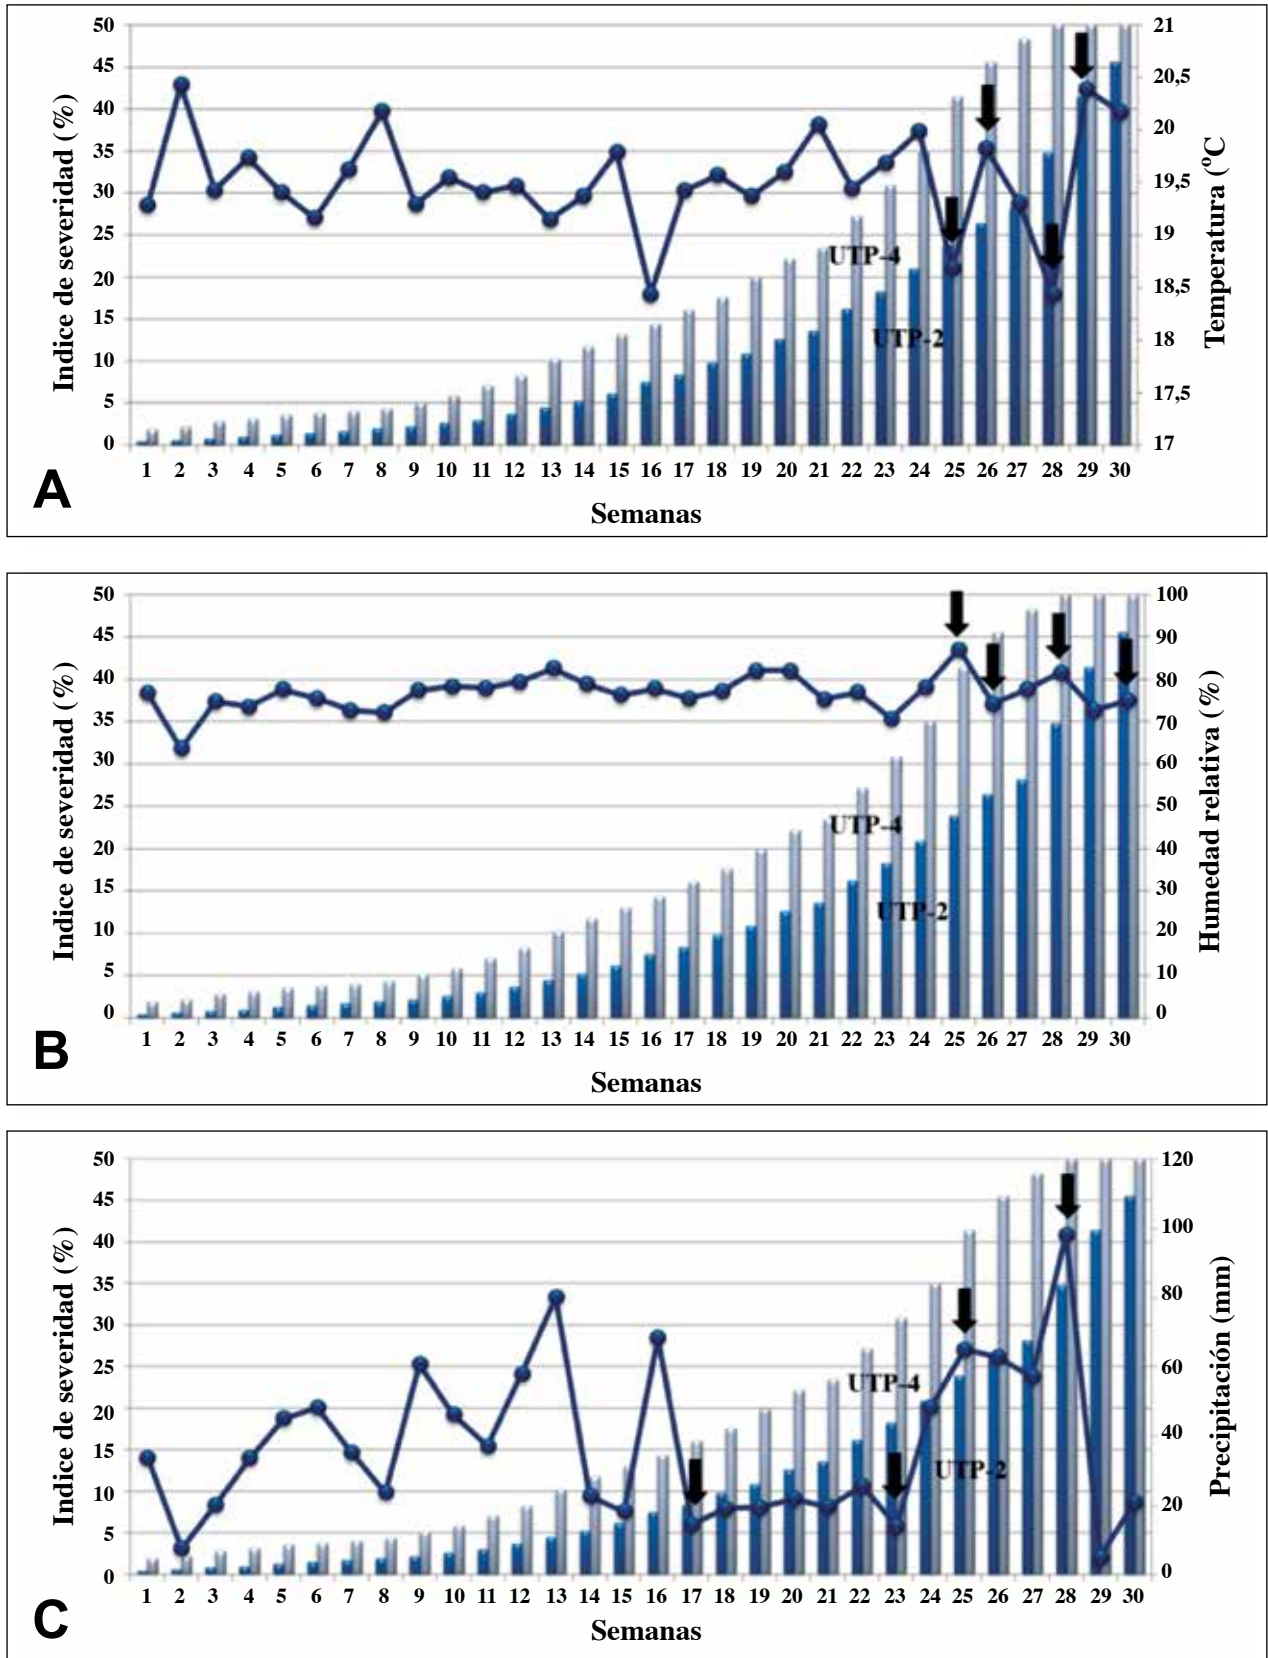 50
45
40
35
30
25
20
15
10
5
0
Indice de severidad (%)
21
20,5
20
19,5
19
18,5
18
17,5
17
Temperatura (ºC
UTP-4
UTP-2
1 2 3 4 5 6 7 8 9 10 11 12 13 14 15 16 17 18 19 20 21 22 23 24 25 26 27 28 29 30
Semanas
A
50
45
40
35
30
25
20
15
10
5
0
Indice de severidad (%)
100
90
80
70
60
50
40
30
20
10
0
Humedad relativa (%)
UTP-4
UTP-2
1 2 3 4 5 6 7 8 9 10 11 12 13 14 15 16 17 18 19 20 21 22 23 24 25 26 27 28 29 30
Semanas
B
50
45
40
35
30
25
20
15
10
5
0
Indice de severidad (%)
120
100
80
60
40
20
0
Precipitación (mm)
UTP-4
UTP-2
1 2 3 4 5 6 7 8 9 10 11 12 13 14 15 16 17 18 19 20 21 22 23 24 25 26 27 28 29 30
Semanas
C